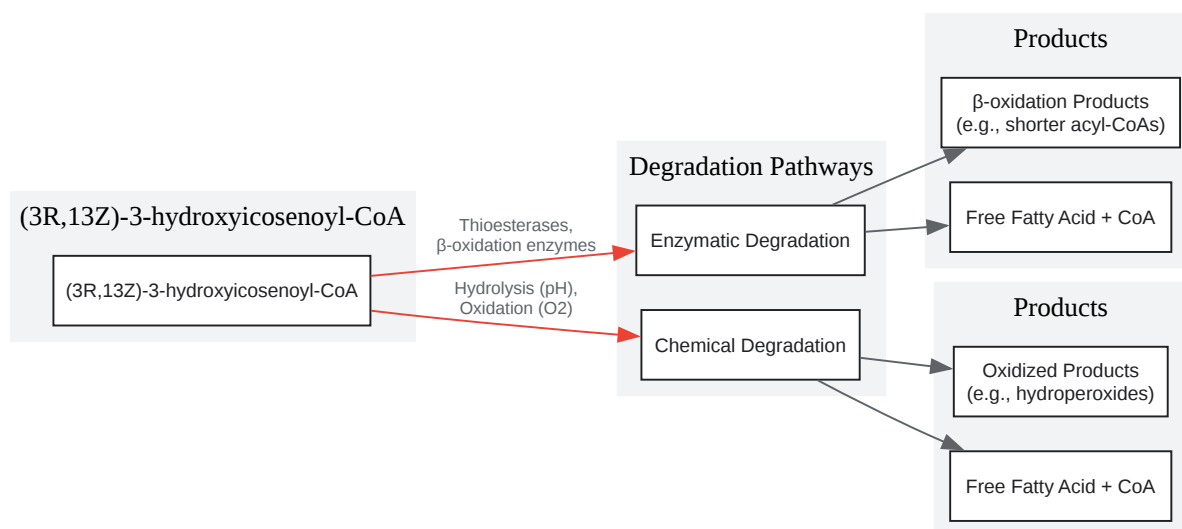 (3R,13Z)-3-hydroxyicosenoyl-CoA
(3R,13Z)-3-hydroxyicosenoyl-CoA
Thioesterases,
β-oxidation enzymes
Hydrolysis (pH),
Oxidation (O2)
Degradation Pathways
Enzymatic Degradation
Chemical Degradation
Products
β-oxidation Products
(e.g., shorter acyl-CoAs)
Free Fatty Acid + CoA
Products
Oxidized Products
(e.g., hydroperoxides)
Free Fatty Acid + CoA